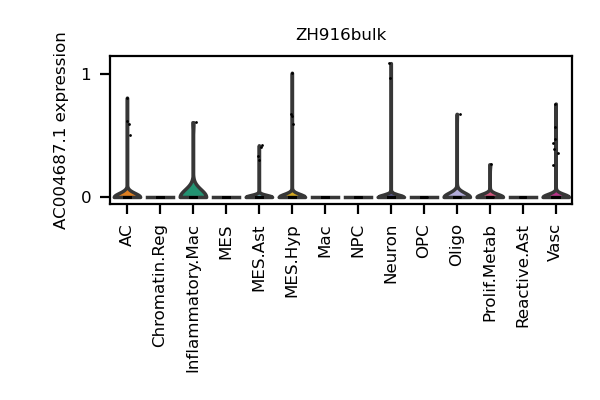 ZH916bulk
AC004687.1 expression
1
0
AC
Chromatin.Reg
Inflammatory.Mac
MES
MES.Ast
MES.Hyp
Mac
NPC
Neuron
OPC
Oligo
Prolif.Metab
Reactive.Ast
Vasc